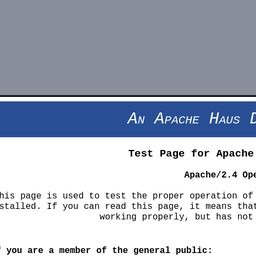 An Apache Haus D
Test Page for Apache
Apache/2.4 Ope
his page is used to test the proper operation of
stalled. If you can read this page, it means that
working properly, but has not
you are a member of the general public: